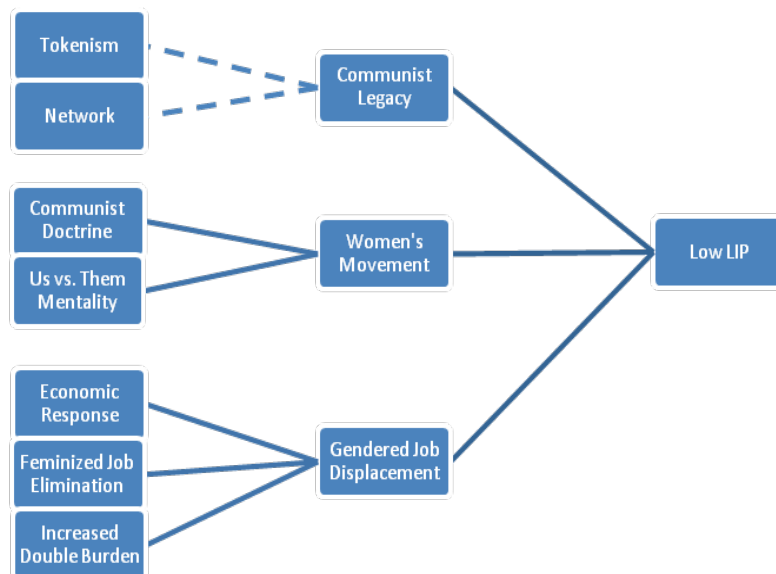 Tokenism
Network
Communist
Legacy
Communist
Doctrine
Us vs. Them
Mentality
Women's
Movement
Low LIP
Economic
Response
Feminized Job
Elimination
Increased
Double Burden
Gendered Job
Displacement